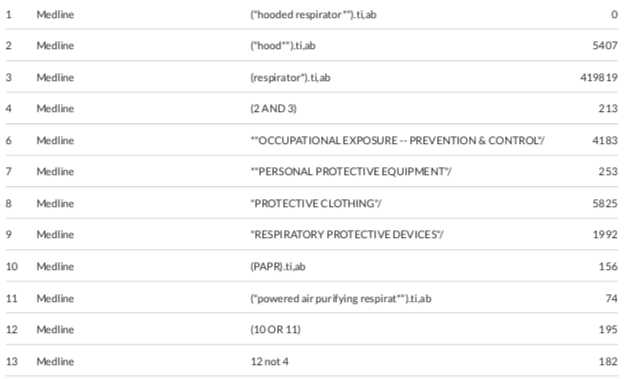 1 Medline ("hooded respirator*").ti,ab 0
2 Medline ("hood*").ti,ab 5407
3 Medline (respirator*).ti,ab 419819
4 Medline (2 AND 3) 213
6 Medline *"OCCUPATIONAL EXPOSURE -- PREVENTION & CONTROL"/ 4183
7 Medline *"PERSONAL PROTECTIVE EQUIPMENT"/ 253
8 Medline "PROTECTIVE CLOTHING"/ 5825
9 Medline "RESPIRATORY PROTECTIVE DEVICES"/ 1992
10 Medline (PAPR).ti,ab 156
11 Medline ("powered air purifying respirat*").ti,ab 74
12 Medline (10 OR 11) 195
13 Medline 12 not 4 182